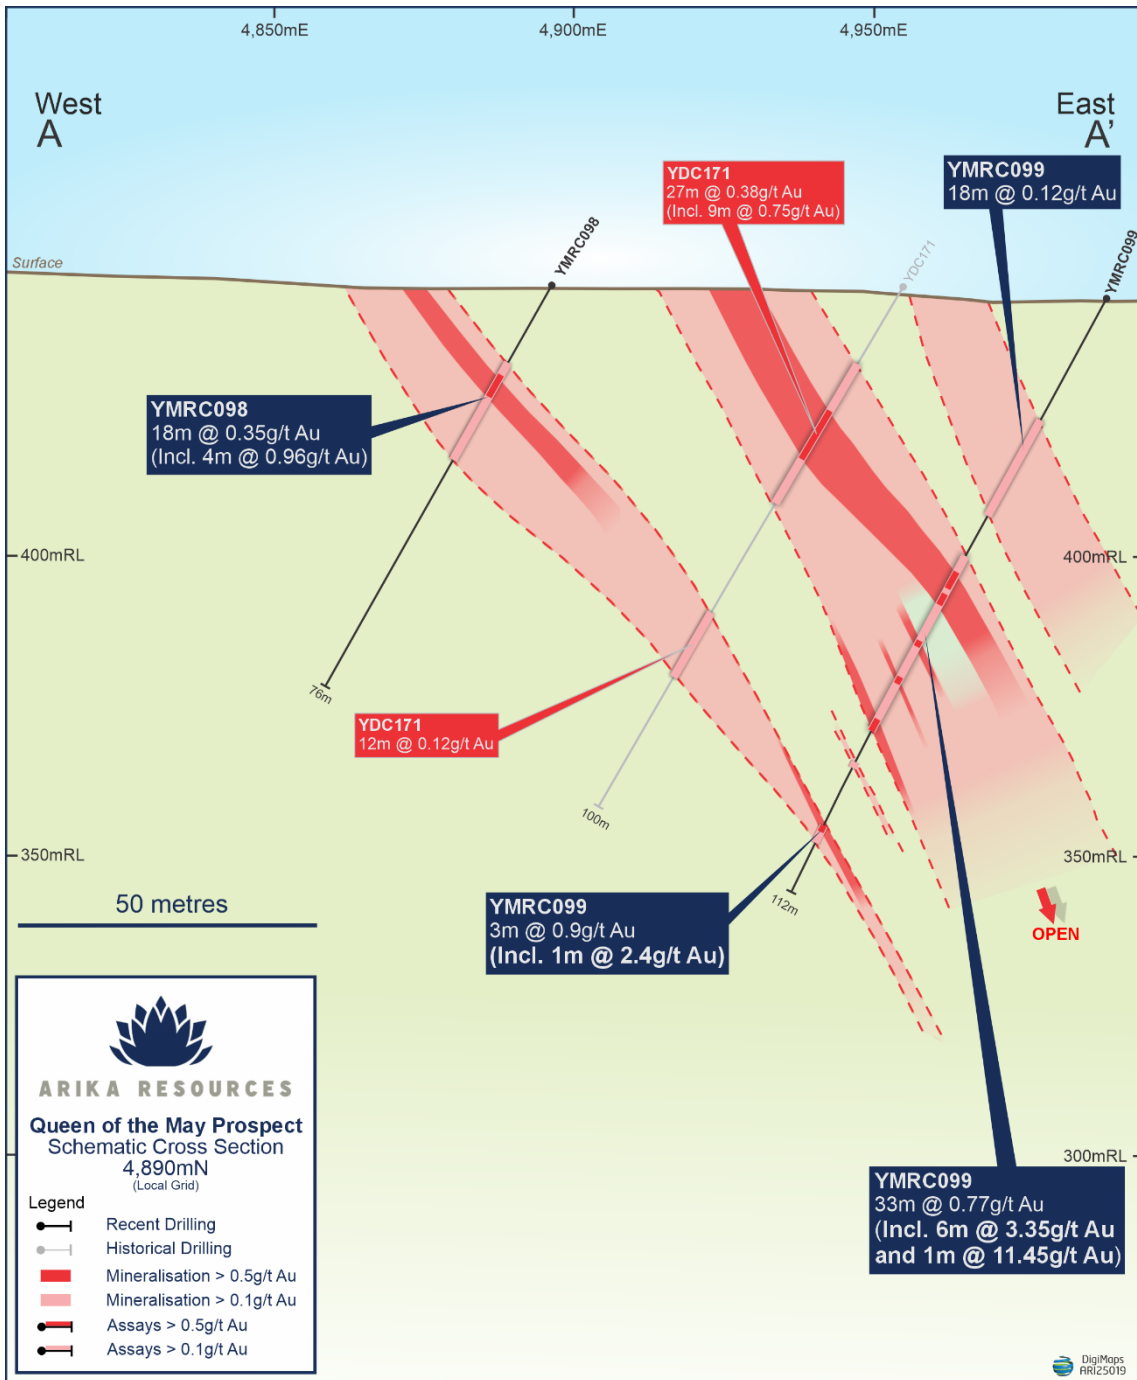 4,850mE
4,900mE
4,950mE
West
A
East
A’
YDC171
27m @ 0.38g/t Au
(Incl. 9m @ 0.75g/t Au)
YMRC099
18m @ 0.12g/t Au
Surface
YMRC098
YDC171
YMRC099
YMRC098
18m @ 0.35g/t Au
(Incl. 4m @ 0.96g/t Au)
400mRL
400mRL
76m
YDC171
12m @ 0.12g/t Au
100m
350mRL
350mRL
112m
50 metres
YMRC099
3m @ 0.9g/t Au
(Incl. 1m @ 2.4g/t Au)
OPEN
ARIKA RESOURCES
Queen of the May Prospect
Schematic Cross Section
4,890mN
(Local Grid)
Legend
Recent Drilling
Historical Drilling
Mineralisation > 0.5g/t Au
Mineralisation > 0.1g/t Au
Assays > 0.5g/t Au
Assays > 0.1g/t Au
300mRL
YMRC099
33m @ 0.77g/t Au
(Incl. 6m @ 3.35g/t Au
and 1m @ 11.45g/t Au)
DigiMaps
ARI25019